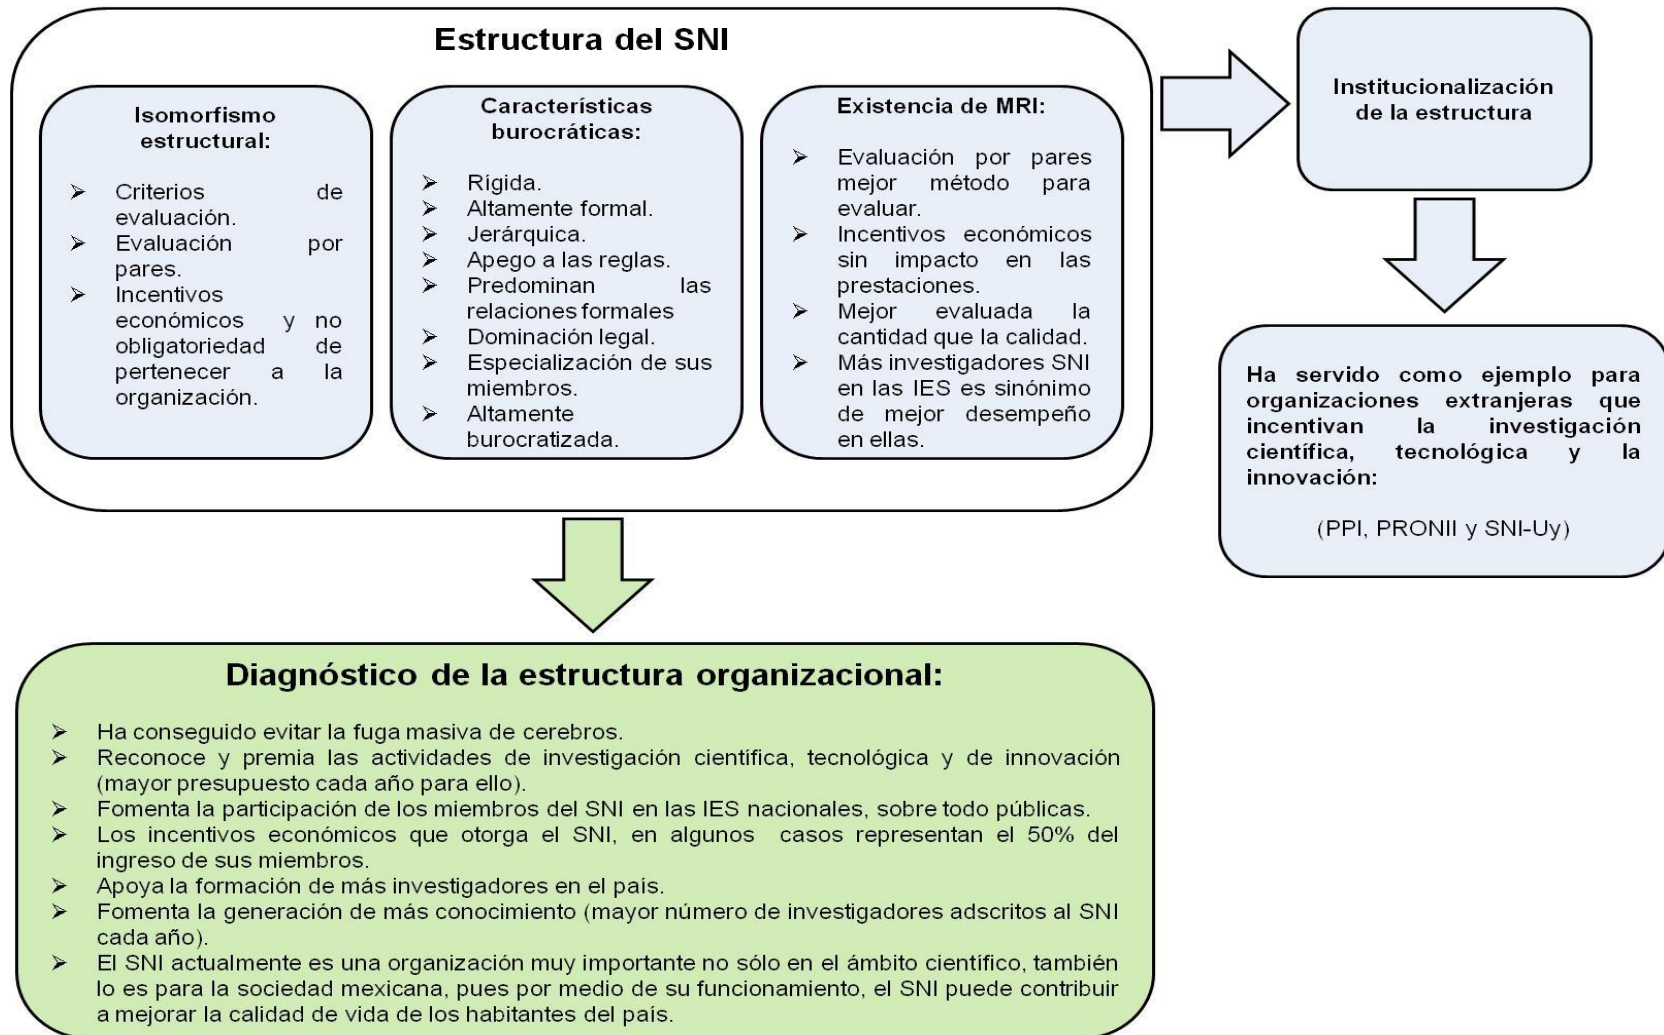 Estructura del SNI
Isomorfismo
estructural:
➢ Criterios de
evaluación.
➢ Evaluación por
pares.
➢ Incentivos
económicos y no
obligatoriedad de
pertenecer a la
organización.
Características
burocráticas:
➢ Rígida.
➢ Altamente formal.
➢ Jerárquica.
➢ Apego a las reglas.
➢ Predominan las
relaciones formales
➢ Dominación legal.
➢ Especialización de sus
miembros.
➢ Altamente
burocratizada.
Existencia de MRI:
➢ Evaluación por pares
mejor método para
evaluar.
➢ Incentivos económicos
sin impacto en las
prestaciones.
➢ Mejor evaluada la
cantidad que la calidad.
➢ Más investigadores SNI
en las IES es sinónimo
de mejor desempeño
en ellas.
Institucionalización
de la estructura
Ha servido como ejemplo para
organizaciones extranjeras que
incentivan la investigación
científica, tecnológica y la
innovación:
(PPI, PRONII y SNI-Uy)
Diagnóstico de la estructura organizacional:
➢ Ha conseguido evitar la fuga masiva de cerebros.
➢ Reconoce y premia las actividades de investigación científica, tecnológica y de innovación
(mayor presupuesto cada año para ello).
➢ Fomenta la participación de los miembros del SNI en las IES nacionales, sobre todo públicas.
➢ Los incentivos económicos que otorga el SNI, en algunos casos representan el 50% del
ingreso de sus miembros.
➢ Apoya la formación de más investigadores en el país.
➢ Fomenta la generación de más conocimiento (mayor número de investigadores adscritos al SNI
cada año).
➢ El SNI actualmente es una organización muy importante no sólo en el ámbito científico, también
lo es para la sociedad mexicana, pues por medio de su funcionamiento, el SNI puede contribuir
a mejorar la calidad de vida de los habitantes del país.